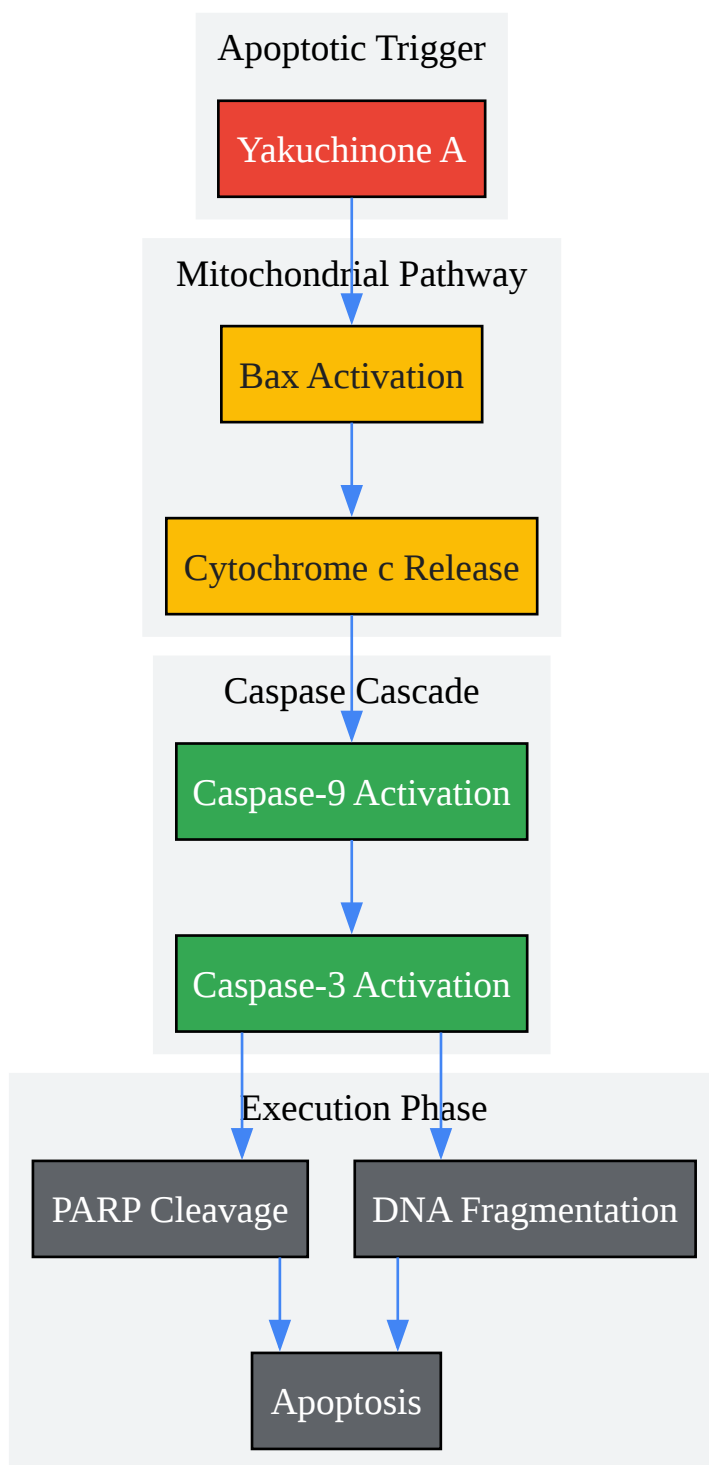 Apoptotic Trigger
Yakuchinone A
Mitochondrial Pathway
Bax Activation
Cytochrome c Release
Caspase Cascade
Caspase-9 Activation
Caspase-3 Activation
Execution Phase
PARP Cleavage
DNA Fragmentation
Apoptosis